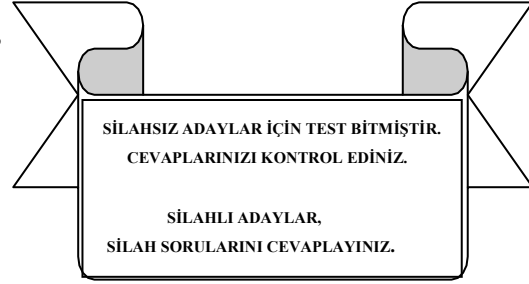 SİLAHSIZ ADAYLAR İÇİN TEST BİTMİŞTİR.
CEVAPLARINIZI KONTROL EDİNİZ.
SİLAHLI ADAYLAR,
SİLAH SORULARINI CEVAPLAYINIZ.